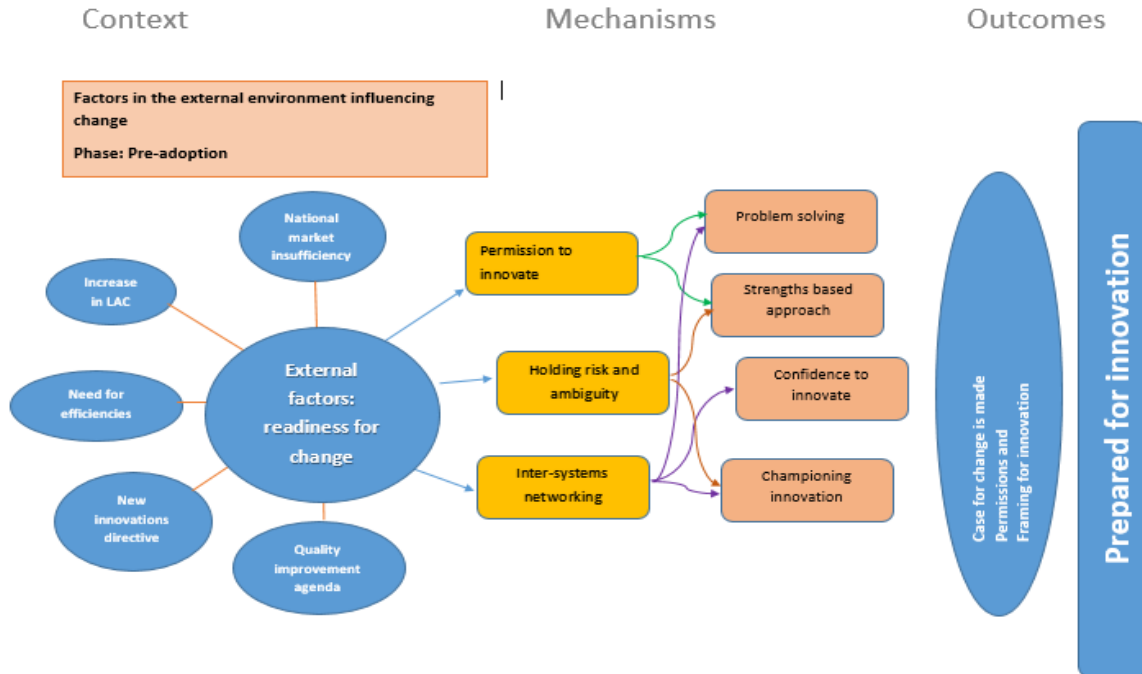 Context
Mechanisms
Outcomes
Factors in the external environment influencing
change
Phase: Pre-adoption
National
market
insufficiency
Increase
in LAC
Need for
efficiencies
New
innovations
directive
Quality
improvement
agenda
External
factors:
readiness for
change
Permission to
innovate
Holding risk and
ambiguity
Inter-systems
networking
Problem solving
Strengths based
approach
Confidence to
innovate
Championing
innovation
Case for change is made
Permissions and
Framing for innovation
Prepared for innovation